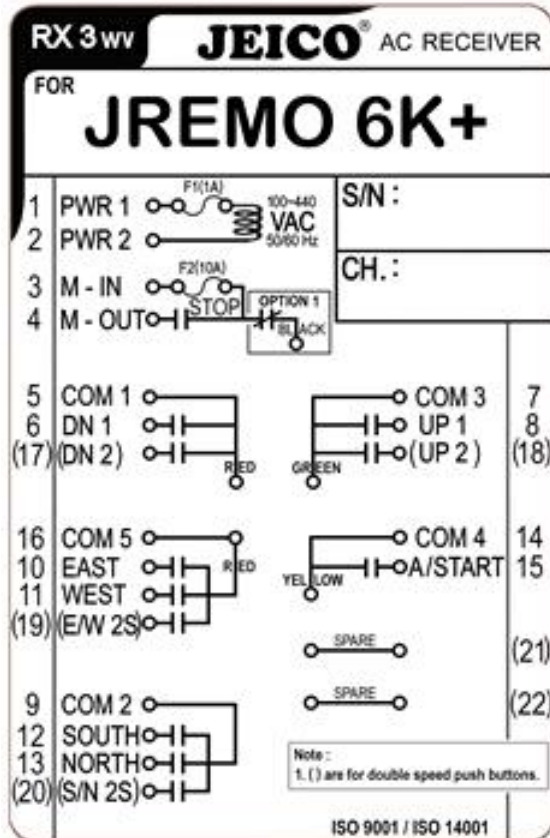 RX 3 WV JEICO® AC RECEIVER
FOR
JREMO 6K+
S/N :
CH. :
1 PWR 1 F1(1A) 100~440
VAC
2 PWR 2 50/60 Hz
3 M - IN F2(10A)
STOP OPTION 1
4 M - OUT BLACK
5 COM 1
6 DN 1
(17) (DN 2)
RED
COM 3 7
UP 1 8
(UP 2) (18)
GREEN
16 COM 5
10 EAST RED
11 WEST
(19) (E/W 2S)
COM 4 14
A/START 15
YELLOW
SPARE (21)
SPARE (22)
9 COM 2
12 SOUTH
13 NORTH
(20) (S/N 2S)
Note :
1. ( ) are for double speed push buttons.
ISO 9001 / ISO 14001